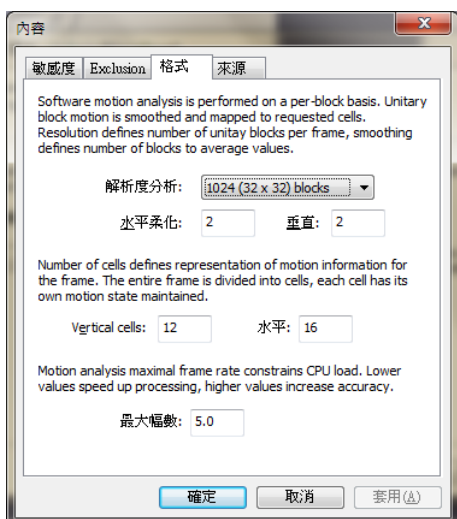 內容
敏感度 Exclusion 格式 來源
Software motion analysis is performed on a per-block basis. Unitary
block motion is smoothed and mapped to requested cells.
Resolution defines number of unitay blocks per frame, smoothing
defines number of blocks to average values.
解析度分析: 1024 (32 x 32) blocks
水平柔化: 2 垂直: 2
Number of cells defines representation of motion information for
the frame. The entire frame is divided into cells, each cell has its
own motion state maintained.
Vertical cells: 12 水平: 16
Motion analysis maximal frame rate constrains CPU load. Lower
values speed up processing, higher values increase accuracy.
最大幅數: 5.0
確定 取消 套用(A)